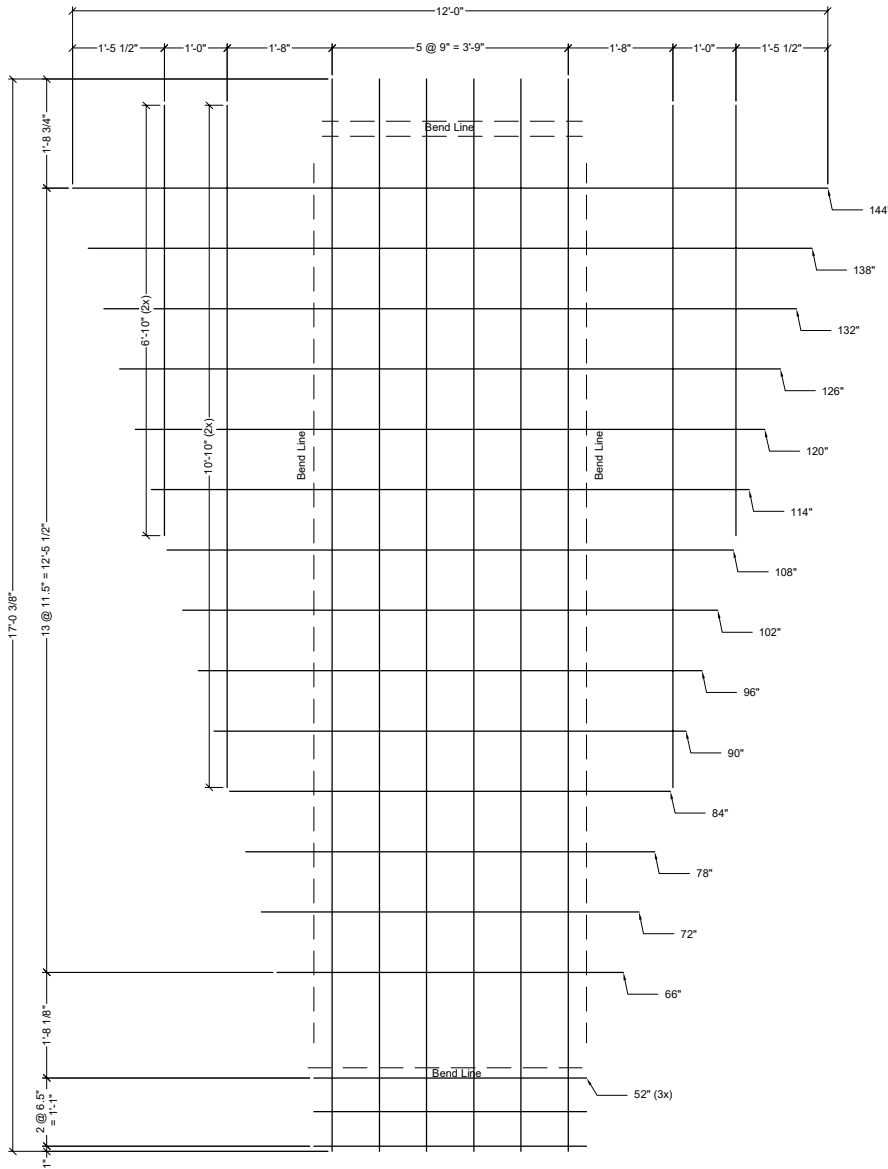 12'-0"
1'-5 1/2"
1'-0"
1'-8"
5 @ 9" = 3'-9"
1'-8"
1'-0"
1'-5 1/2"
1'-8 3/4"
Bend Line
144"
138"
6'-10" (2x)
132"
126"
10'-10" (2x)
Bend Line
Bend Line
120"
114"
17'-0 3/8"
13 @ 11.5" = 12'-5 1/2"
108"
102"
96"
90"
84"
78"
72"
66"
1'-8 1/8"
Bend Line
52" (3x)
2 @ 6.5"
= 1'-1"
1"